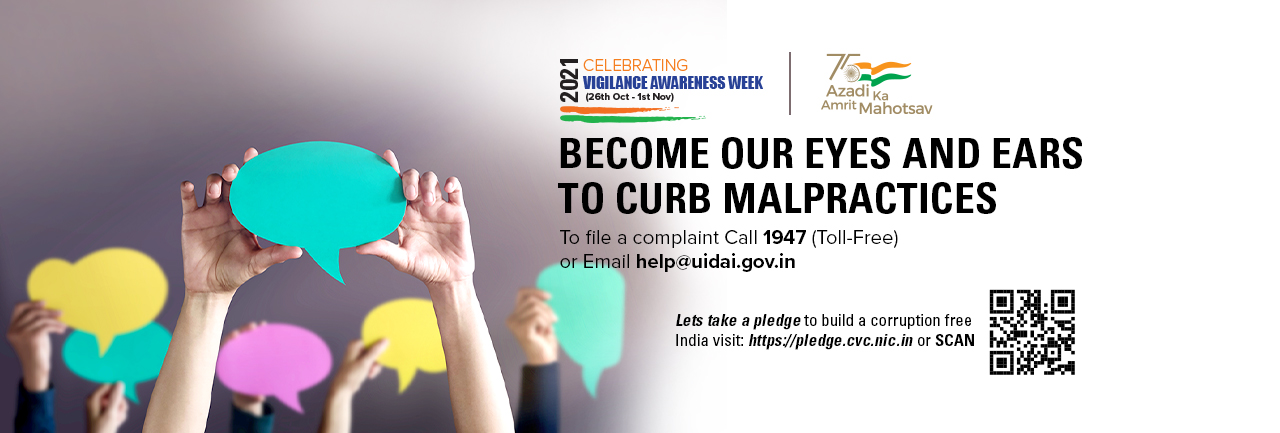 2021
CELEBRATING
VIGILANCE AWARENESS WEEK
(26th Oct - 1st Nov)
75
Azadi Ka
Amrit Mahotsav
BECOME OUR EYES AND EARS
TO CURB MALPRACTICES
To file a complaint Call 1947 (Toll-Free)
or Email help@uidai.gov.in
Lets take a pledge to build a corruption free
India visit: https://pledge.cvc.nic.in or SCAN